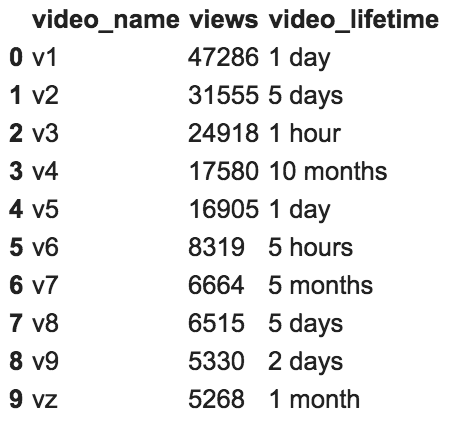 video_name views video_lifetime
0 v1 47286 1 day
1 v2 31555 5 days
2 v3 24918 1 hour
3 v4 17580 10 months
4 v5 16905 1 day
5 v6 8319 5 hours
6 v7 6664 5 months
7 v8 6515 5 days
8 v9 5330 2 days
9 vz 5268 1 month